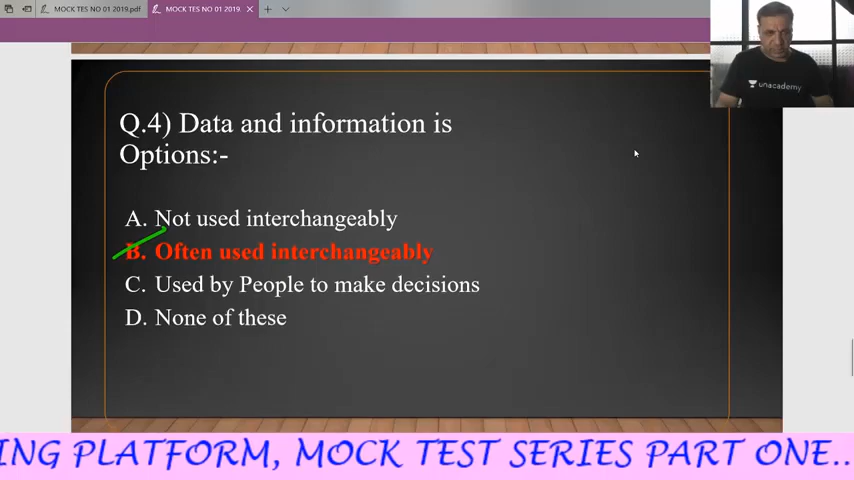 MOCK TES NO 01 2019.pdf
MOCK TES NO 01 2019.
unacademy
Q.4) Data and information is
Options:-
A. Not used interchangeably
B. Often used interchangeably
C. Used by People to make decisions
D. None of these
ING PLATFORM, MOCK TEST SERIES PART ONE..